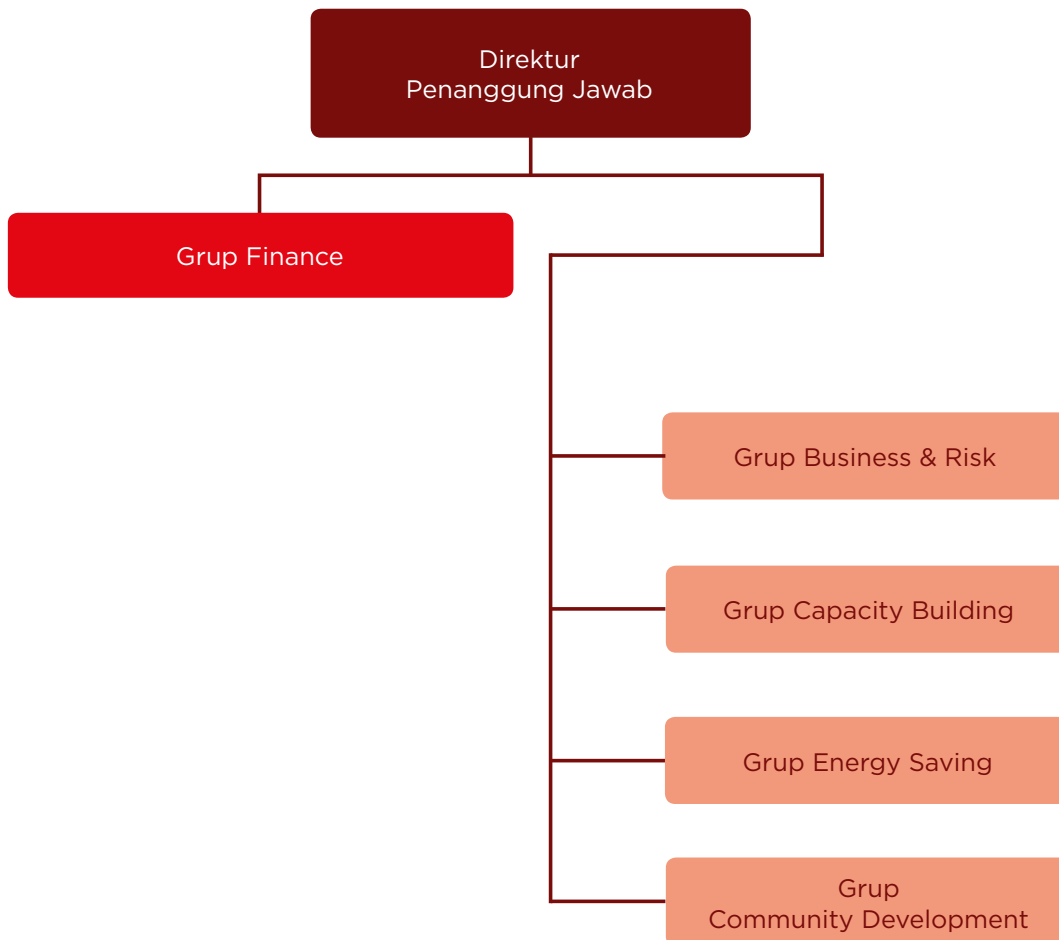 Direktur
Penanggung Jawab
Grup Finance
Grup Business & Risk
Grup Capacity Building
Grup Energy Saving
Grup
Community Development